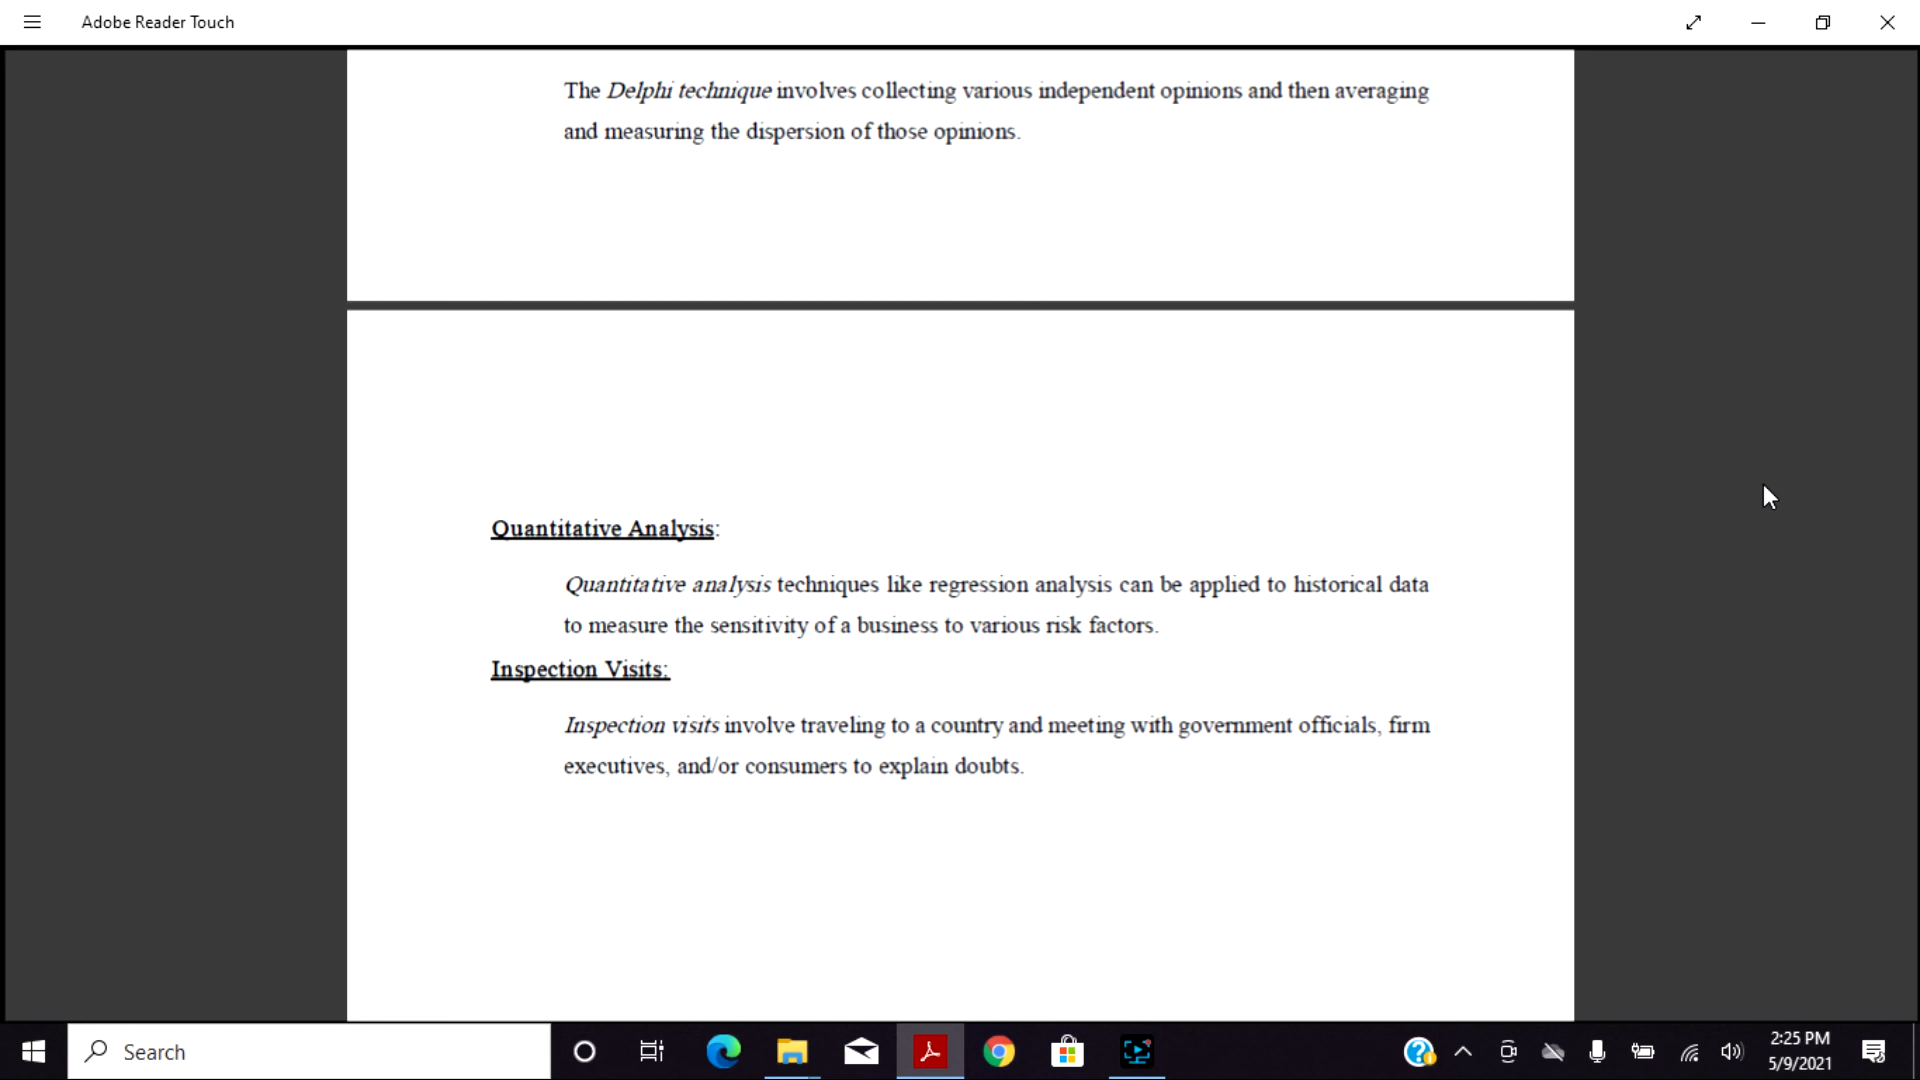 Adobe Reader Touch
The Delphi technique involves collecting various independent opinions and then averaging
and measuring the dispersion of those opinions.
Quantitative Analysis:
Quantitative analysis techniques like regression analysis can be applied to historical data
to measure the sensitivity of a business to various risk factors.
Inspection Visits:
Inspection visits involve traveling to a country and meeting with government officials, firm
executives, and/or consumers to explain doubts.
Search
2:25 PM
5/9/2021